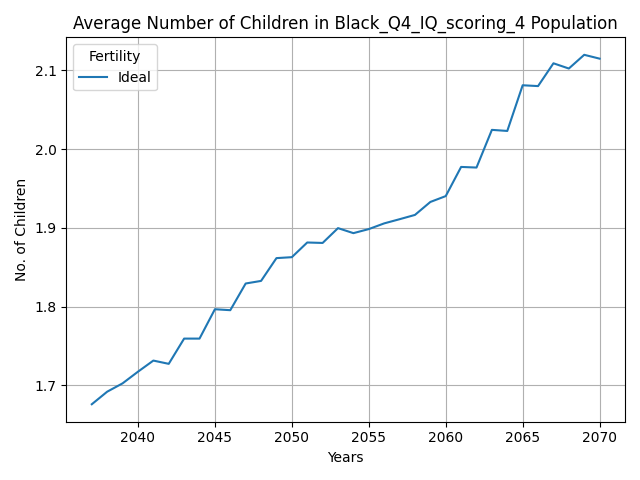 Average Number of Children in Black_Q4_IQ_scoring_4 Population
Fertility
Ideal
No. of Children
2.1
2.0
1.9
1.8
1.7
2040 2045 2050 2055 2060 2065 2070
Years